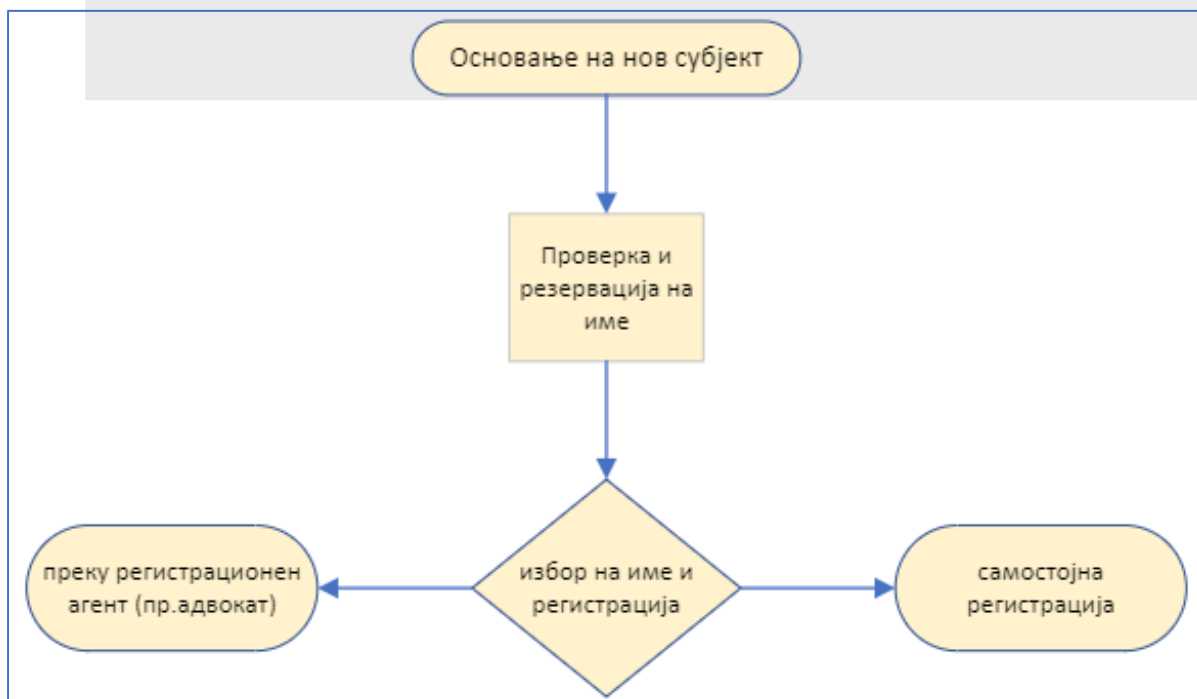 Основање на нов субјект
Проверка и
резервација на
име
преку регистрационен
агент (пр.адвокат)
избор на име и
регистрација
самостојна
регистрација